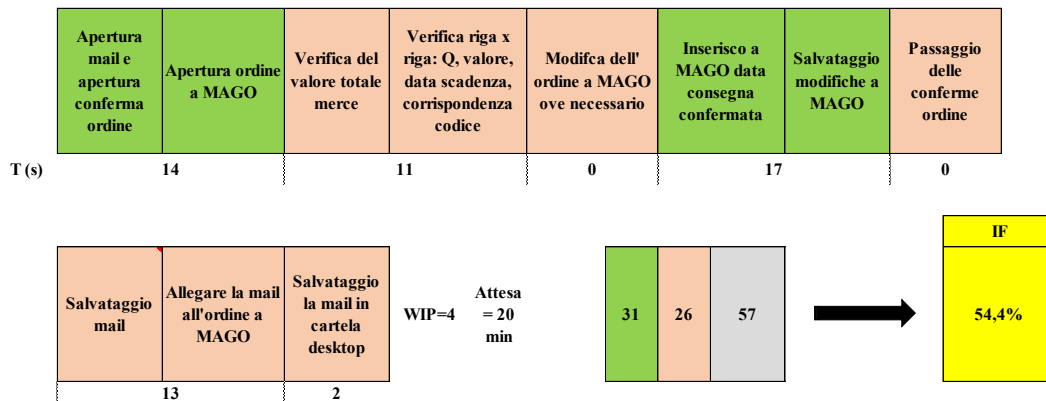 Apertura
mail e
apertura
conferma
ordine
Apertura ordine
a MAGO
Verifica del
valore totale
merce
Verifica riga x
riga: Q, valore,
data scadenza,
corrispondenza
codice
Modifca dell'
ordine a MAGO
ove necessario
Inserisco a
MAGO data
consegna
confermata
Salvataggio
modifiche a
MAGO
Passaggio
delle
conferme
ordine
T (s)
14
11
0
17
0
Salvataggio
mail
Allegare la mail
all'ordine a
MAGO
Salvataggio
la mail in
cartela
desktop
WIP=4
Attesa
= 20
min
31
26
57
IF
54,4%
13
2